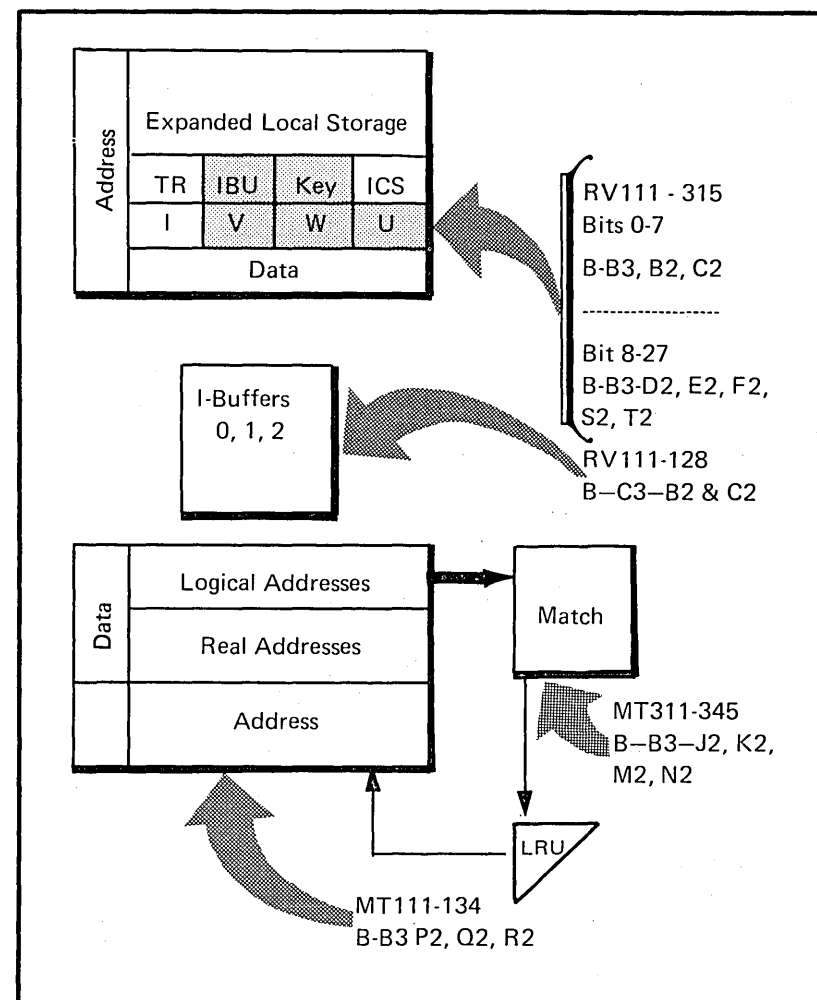 Address
Expanded Local Storage
TR IBU Key ICS
I V W U
Data
RV111 - 315
Bits 0-7
B-B3, B2, C2
--------------------
Bit 8-27
B-B3-D2, E2, F2,
S2, T2
I-Buffers
0, 1, 2
RV111-128
B–C3–B2 & C2
Data
Logical Addresses
Real Addresses
Address
Match
MT311-345
B–B3–J2, K2,
M2, N2
LRU
MT111-134
B-B3 P2, Q2, R2